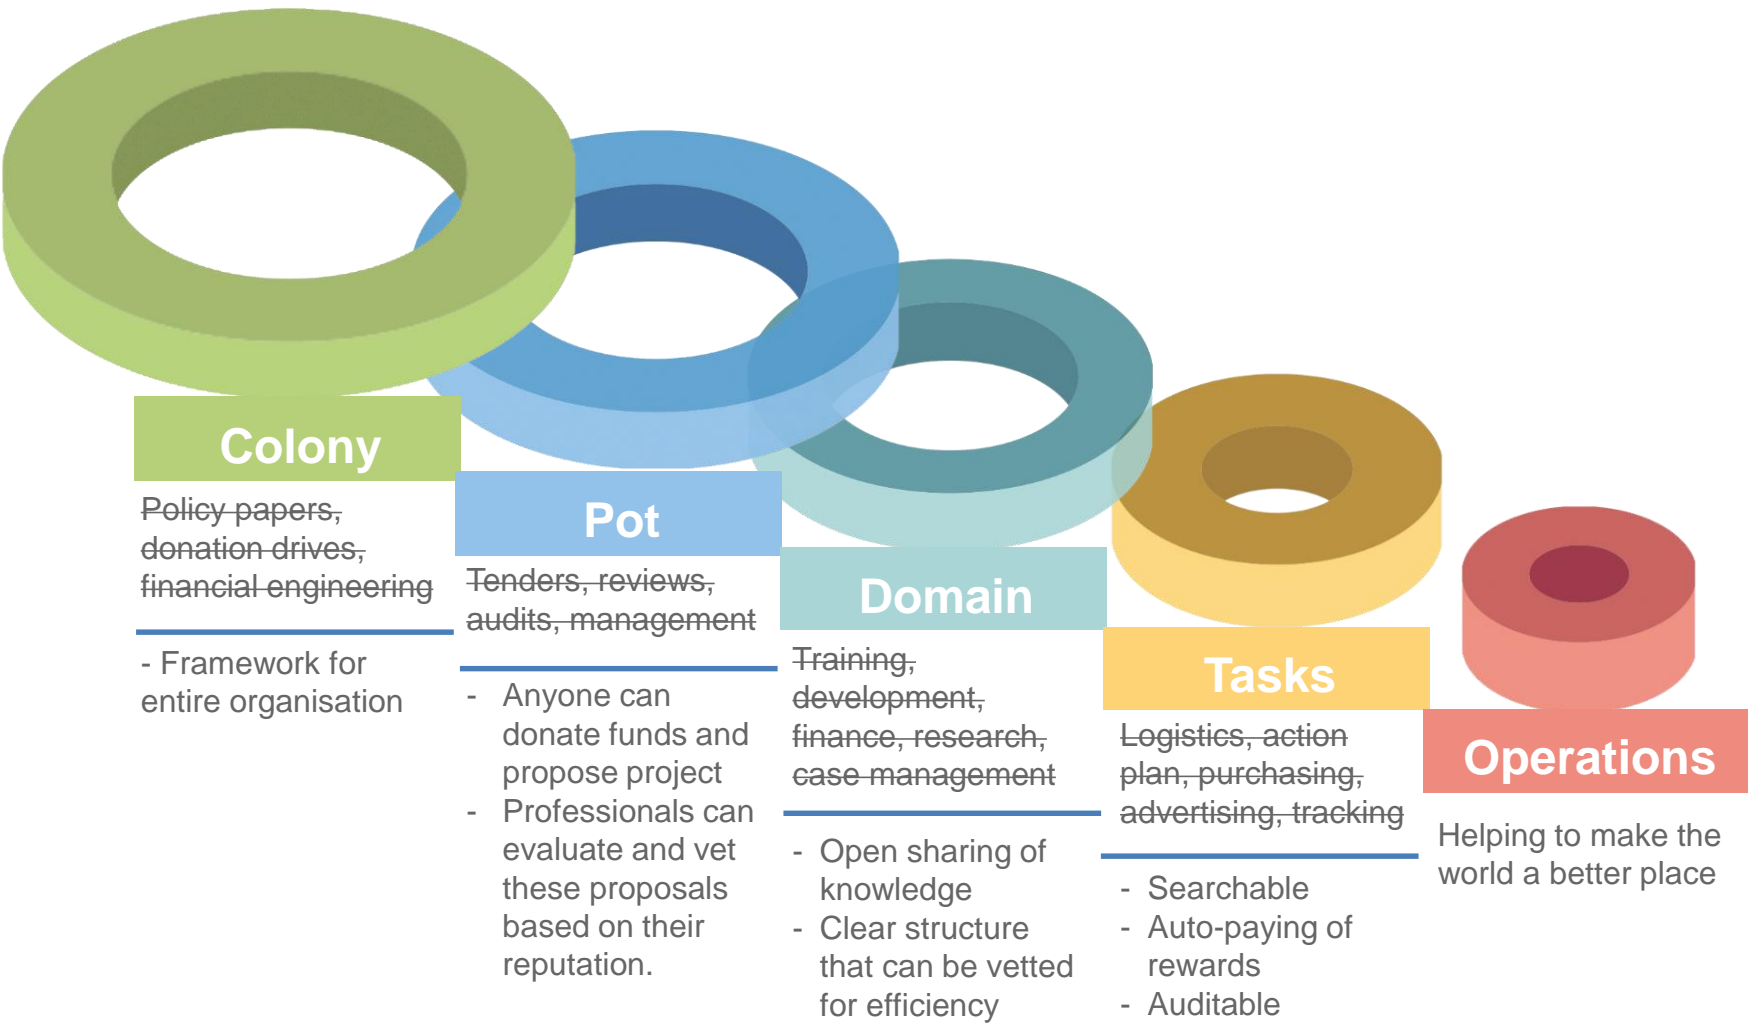 Colony
Policy papers,
donation drives,
financial engineering
- Framework for
entire organisation
Pot
Tenders, reviews,
audits, management
- Anyone can
donate funds and
propose project
- Professionals can
evaluate and vet
these proposals
based on their
reputation.
Domain
Training,
development,
finance, research,
case management
- Open sharing of
knowledge
- Clear structure
that can be vetted
for efficiency
Tasks
Logistics, action
plan, purchasing,
advertising, tracking
- Searchable
- Auto-paying of
rewards
- Auditable
Operations
Helping to make the
world a better place